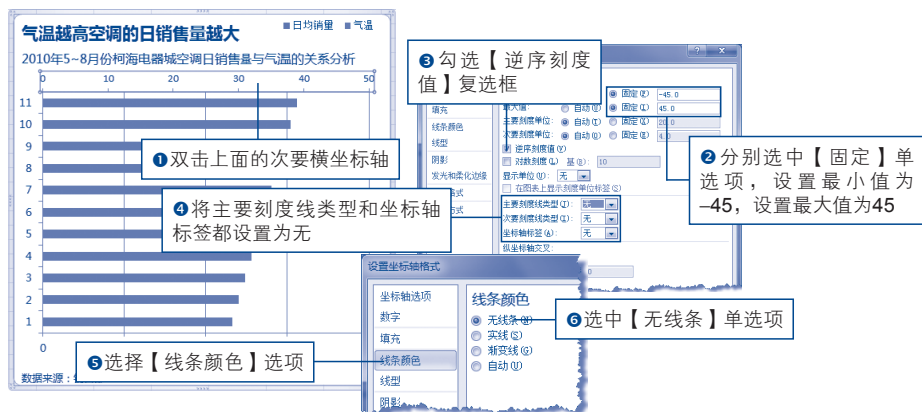 气温越高空调的日销售量越大
■日均销量 ■气温
2010年5~8月份柯海电器城空调日销售量与气温的关系分析
0 10 20 30 40 50
11
10
9
8
7
6
5
4
3
2
1
0
数据来源：
❶双击上面的次要横坐标轴
❸勾选【逆序刻度
值】复选框
❹将主要刻度线类型和坐标轴
标签都设置为无
❷分别选中【固定】单
选项，设置最小值为
–45，设置最大值为45
❺选择【线条颜色】选项
❻选中【无线条】单选项
固定(F) -45.0
最大值： 自动(U) 固定(I) 45.0
主要刻度单位： 自动(T) 固定(X) 20.0
次要刻度单位： 自动(O) 固定(E) 4.0
逆序刻度值(V)
对数刻度(L) 基(B)： 10
显示单位(U)： 无
在图表上显示刻度单位标签(S)
主要刻度线类型(J)： 无
次要刻度线类型(I)： 无
坐标轴标签(A)： 无
纵坐标轴交叉：
填充
线条颜色
线型
阴影
发光和柔化边缘
设置坐标轴格式
坐标轴选项
数字
填充
线条颜色
线型
阴影
线条颜色
无线条(N)
实线(S)
渐变线(G)
自动(U)